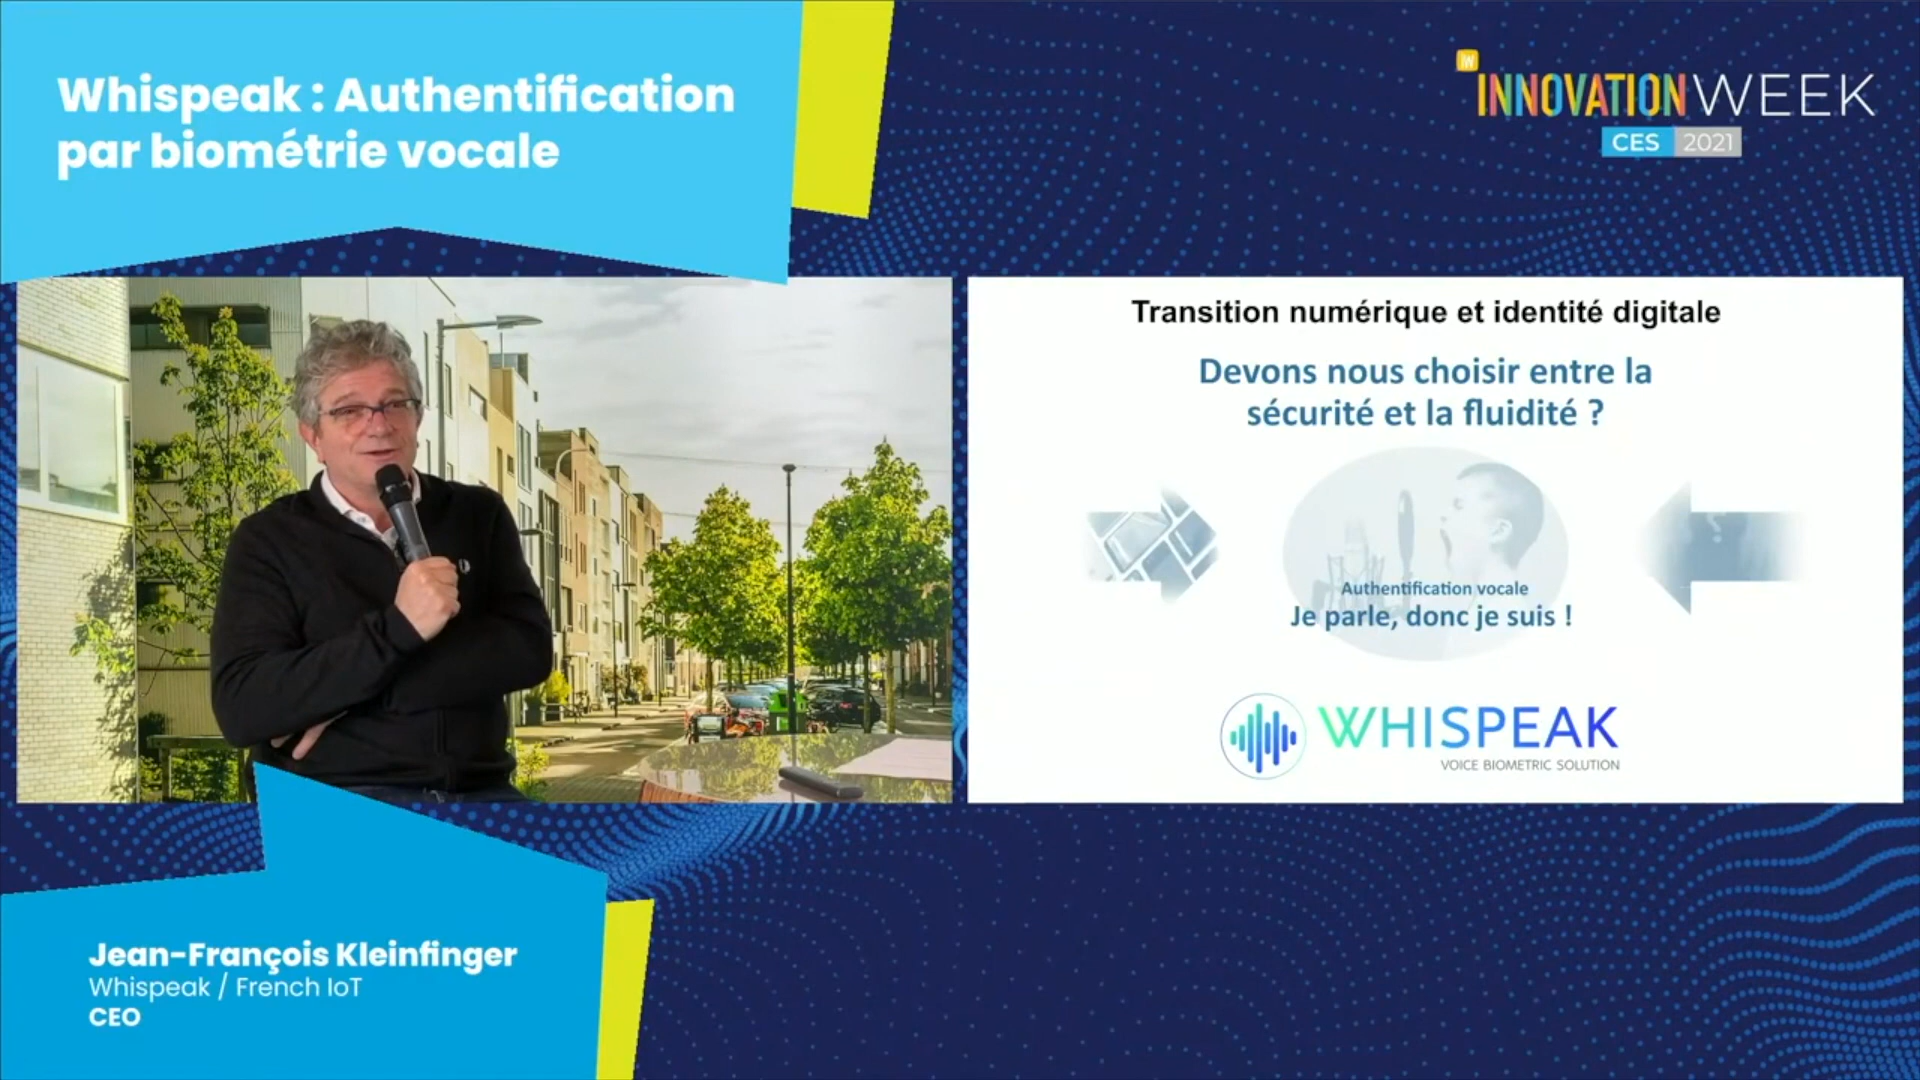 Whispeak : Authentification
par biométrie vocale
iw
INNOVATION WEEK
CES 2021
Transition numérique et identité digitale
Devons nous choisir entre la
sécurité et la fluidité ?
?
Authentification vocale
Je parle, donc je suis !
WHISPEAK
VOICE BIOMETRIC SOLUTION
Jean-François Kleinfinger
Whispeak / French IoT
CEO